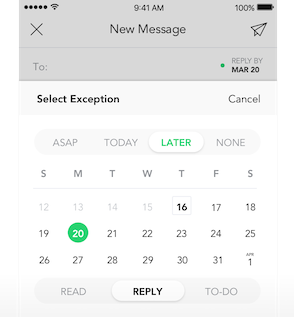 9:41 AM 100%
New Message
To: REPLY BY
MAR 20
Select Exception Cancel
ASAP TODAY LATER NONE
S M T W T F S
12 13 14 15 16 17 18
19 20 21 22 23 24 25
26 27 28 29 30 31 APR 1
READ REPLY TO-DO